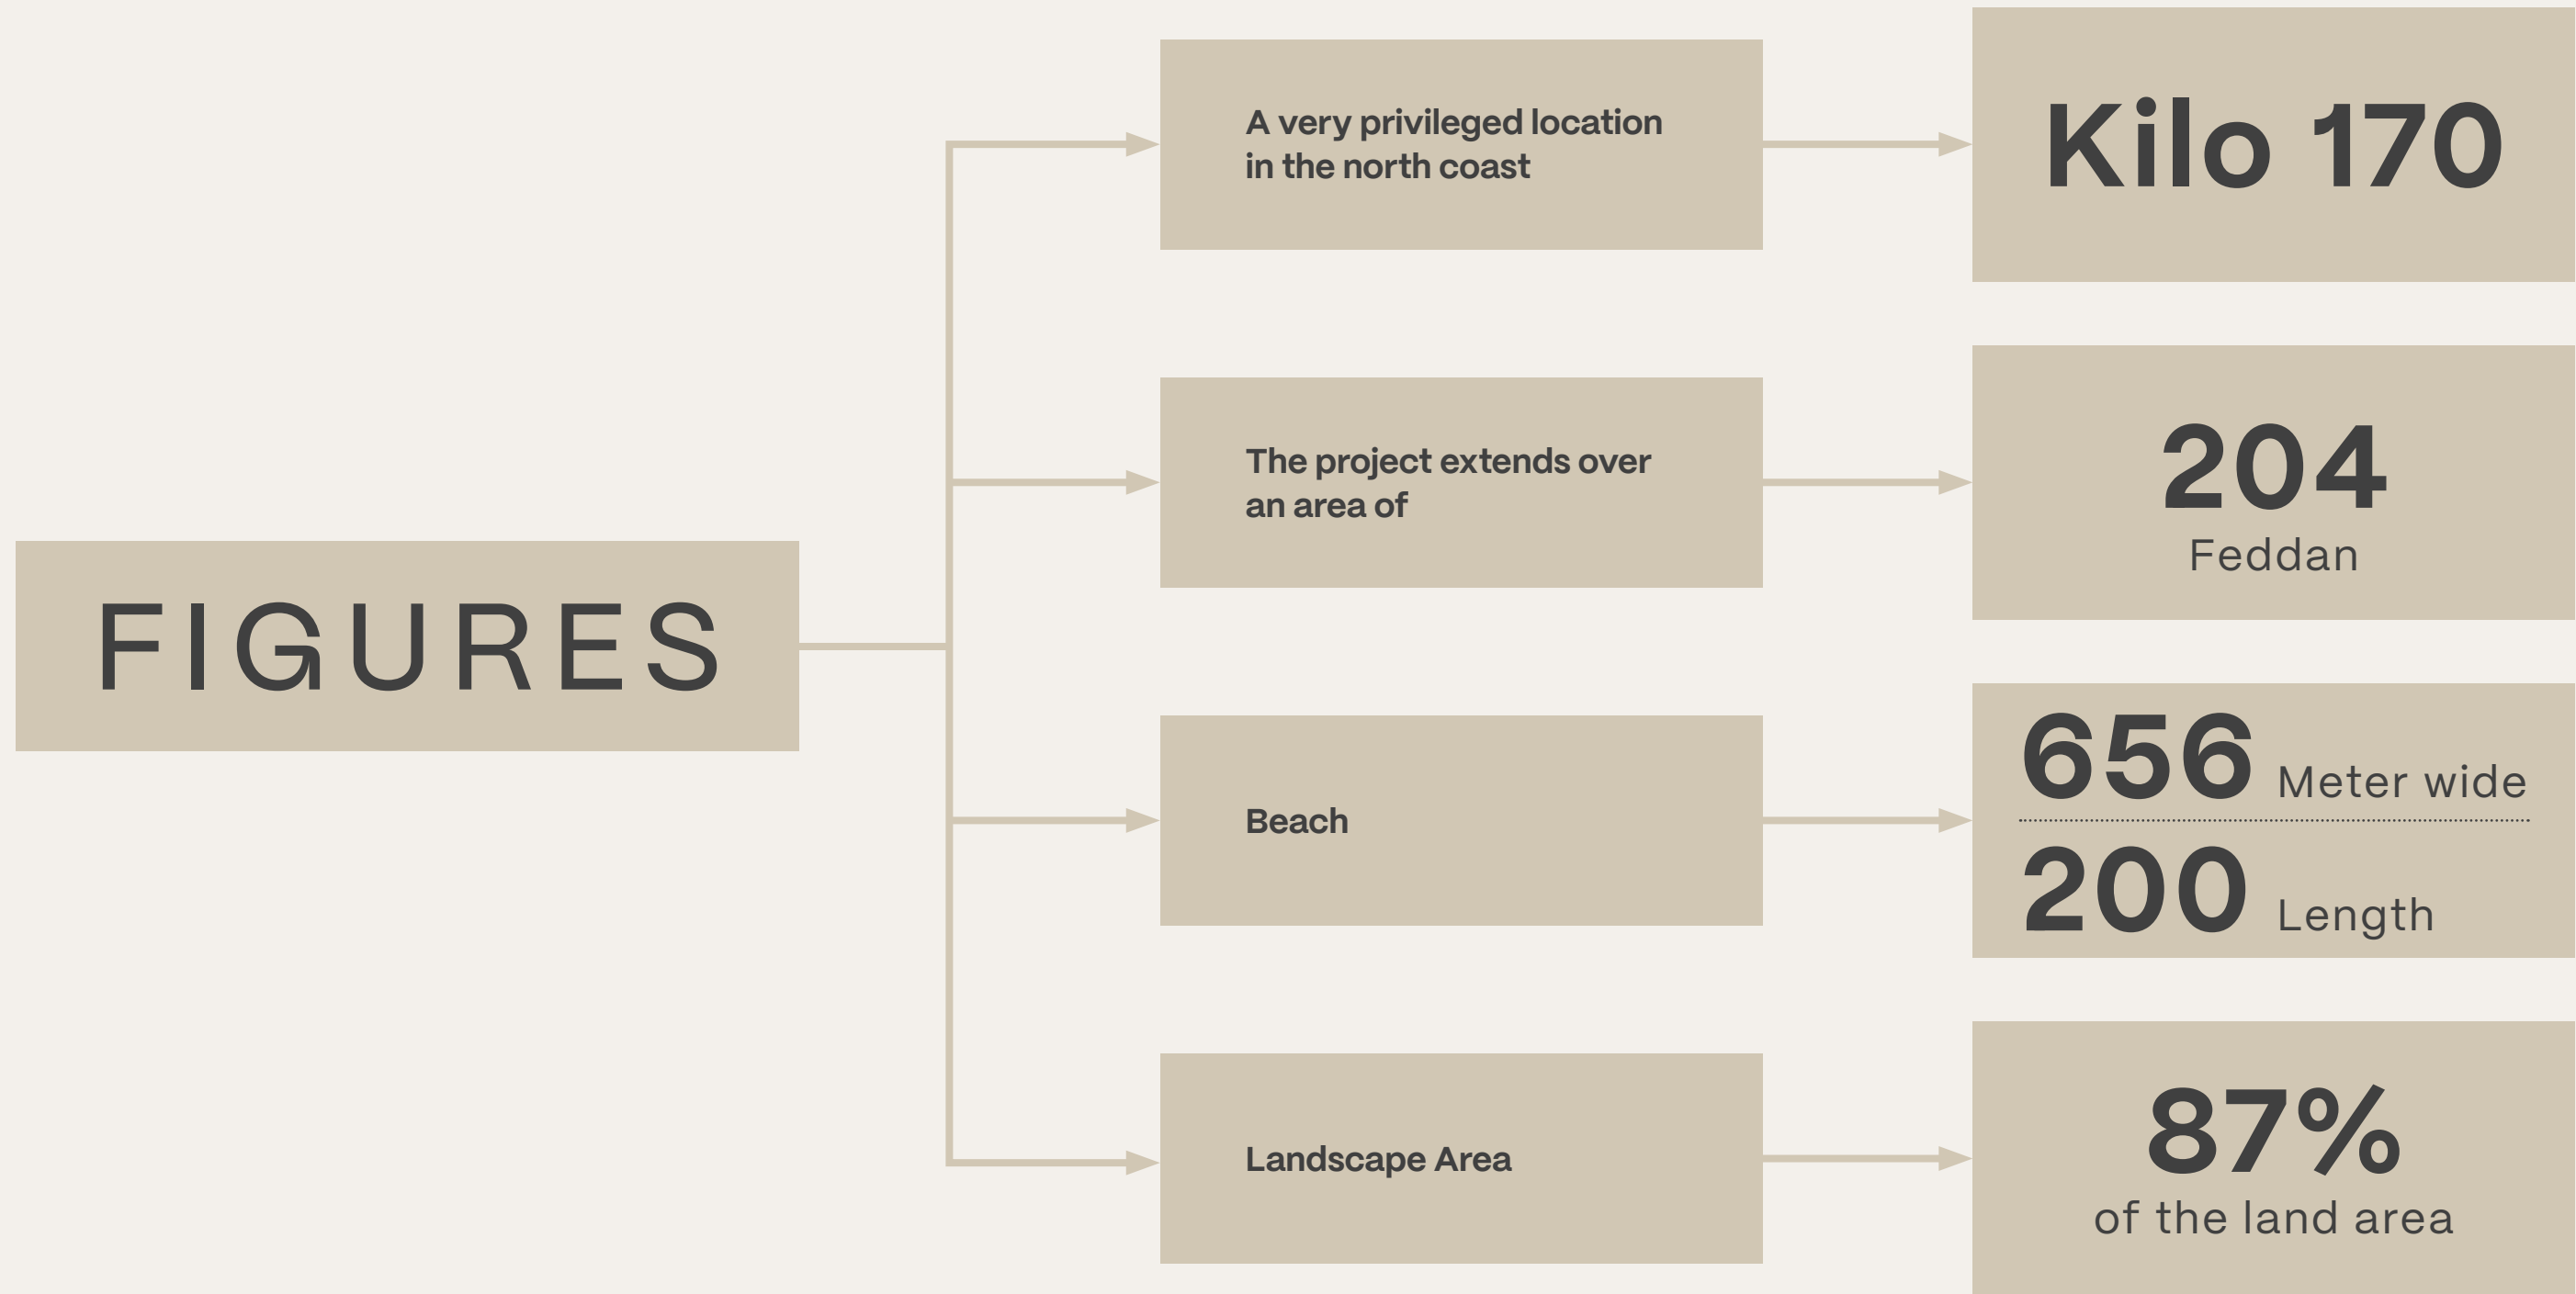 FIGURES
A very privileged location
in the north coast
Kilo 170
The project extends over
an area of
204
Feddan
Beach
656 Meter wide
200 Length
Landscape Area
87%
of the land area